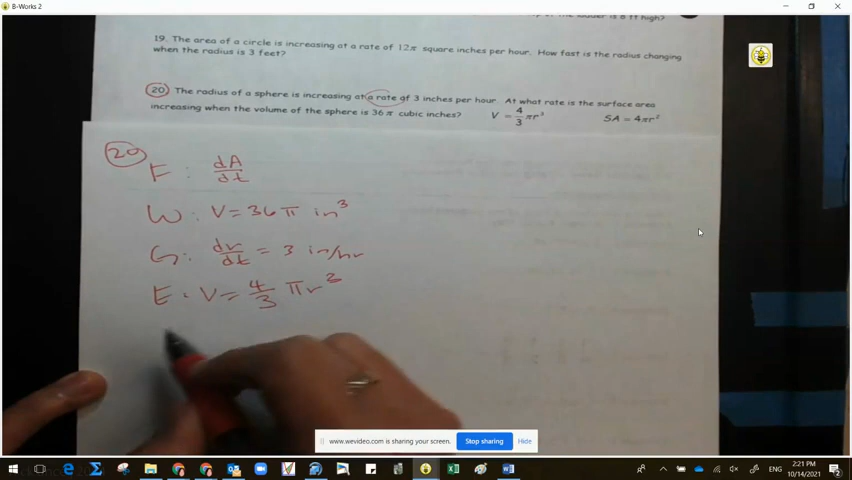 B-Works 2
19. The area of a circle is increasing at a rate of 12π square inches per hour. How fast is the radius changing
when the radius is 3 feet?
20 The radius of a sphere is increasing at a rate of 3 inches per hour. At what rate is the surface area
increasing when the volume of the sphere is 36π cubic inches? V = 4/3 πr³ SA = 4πr²
20
F : dA/dt
W : V = 36 π in³
G : dr/dt = 3 in/hr
E : V = 4/3 πr³
www.wevideo.com is sharing your screen. Stop sharing Hide
ENG 2:21 PM
10/14/2021